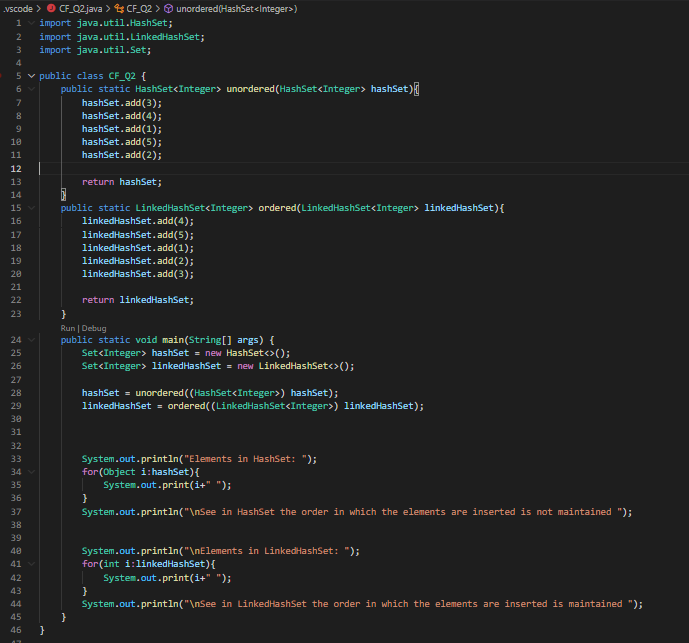 .vscode > CF_Q2.java > CF_Q2 > unordered(HashSet<Integer>)
1 import java.util.HashSet;
2 import java.util.LinkedHashSet;
3 import java.util.Set;
4
5 public class CF_Q2 {
6 public static HashSet<Integer> unordered(HashSet<Integer> hashSet){
7 hashSet.add(3);
8 hashSet.add(4);
9 hashSet.add(1);
10 hashSet.add(5);
11 hashSet.add(2);
12
13 return hashSet;
14 }
15 public static LinkedHashSet<Integer> ordered(LinkedHashSet<Integer> linkedHashSet){
16 linkedHashSet.add(4);
17 linkedHashSet.add(5);
18 linkedHashSet.add(1);
19 linkedHashSet.add(2);
20 linkedHashSet.add(3);
21
22 return linkedHashSet;
23 }
Run | Debug
24 public static void main(String[] args) {
25 Set<Integer> hashSet = new HashSet<>();
26 Set<Integer> linkedHashSet = new LinkedHashSet<>();
27
28 hashSet = unordered((HashSet<Integer>) hashSet);
29 linkedHashSet = ordered((LinkedHashSet<Integer>) linkedHashSet);
30
31
32
33 System.out.println("Elements in HashSet: ");
34 for(Object i:hashSet){
35 System.out.print(i+" ");
36 }
37 System.out.println("\nSee in HashSet the order in which the elements are inserted is not maintained ");
38
39
40 System.out.println("\nElements in LinkedHashSet: ");
41 for(int i:linkedHashSet){
42 System.out.print(i+" ");
43 }
44 System.out.println("\nSee in LinkedHashSet the order in which the elements are inserted is maintained ");
45 }
46 }